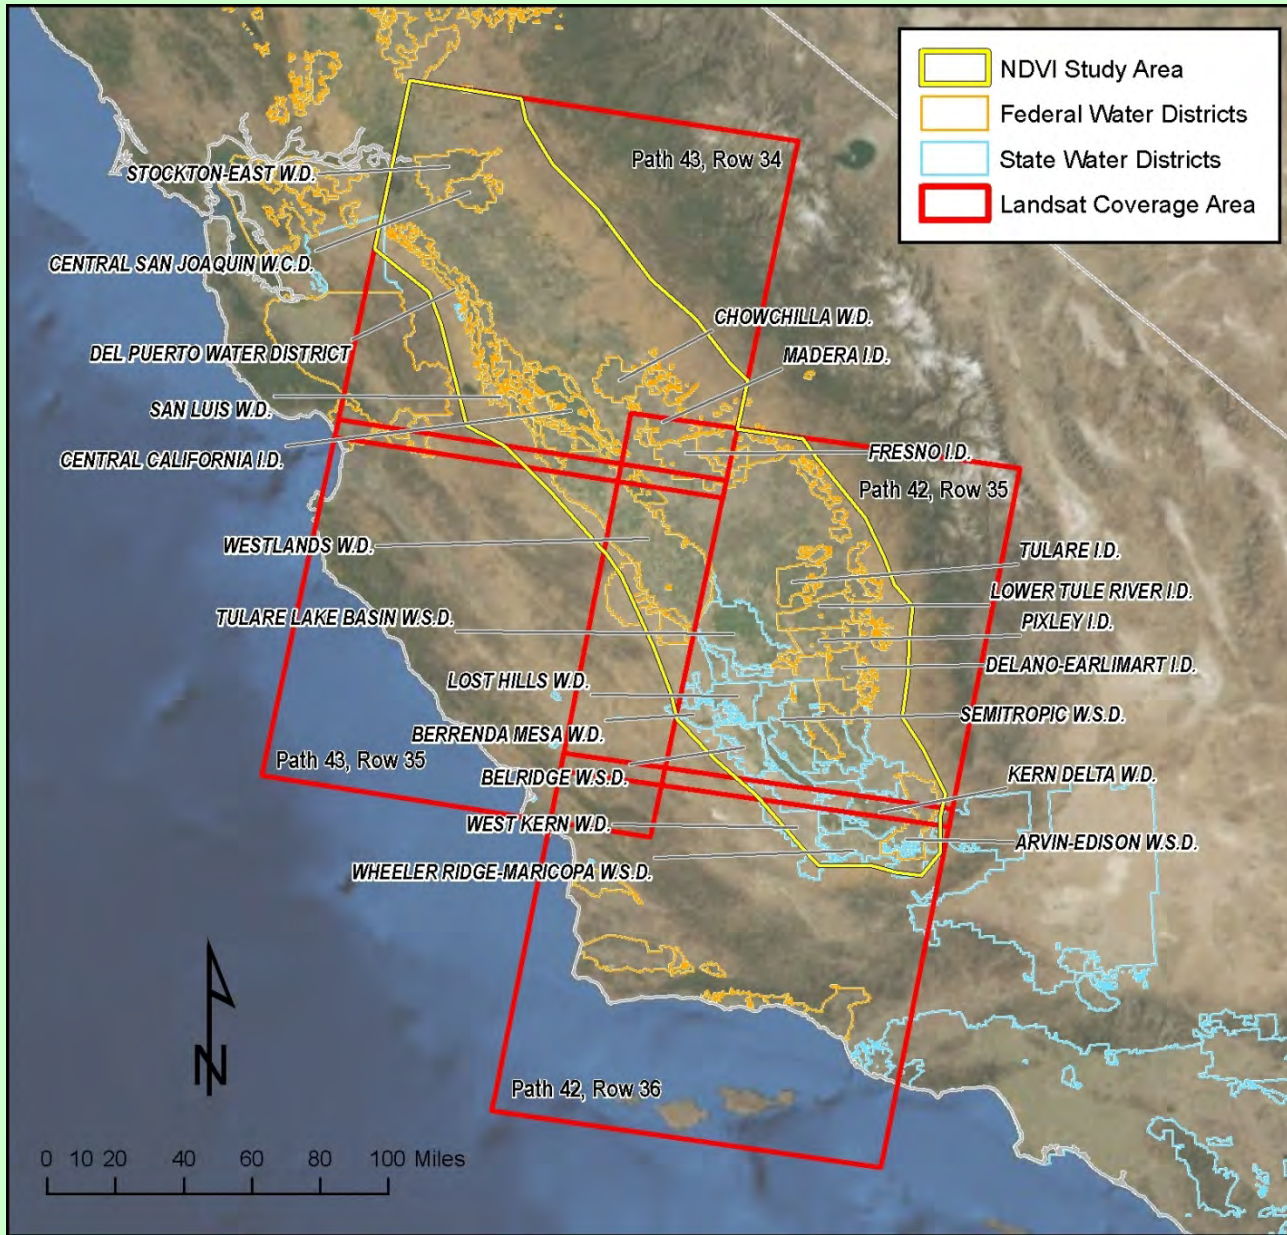 NDVI Study Area
Federal Water Districts
State Water Districts
Landsat Coverage Area
Path 43, Row 34
STOCKTON-EAST W.D.
CENTRAL SAN JOAQUIN W.C.D.
CHOWCHILLA W.D.
DEL PUERTO WATER DISTRICT
MADERA I.D.
SAN LUIS W.D.
CENTRAL CALIFORNIA I.D.
FRESNO I.D.
Path 42, Row 35
WESTLANDS W.D.
TULARE I.D.
LOWER TULE RIVER I.D.
TULARE LAKE BASIN W.S.D.
PIXLEY I.D.
DELANO-EARLIMART I.D.
LOST HILLS W.D.
SEMITROPIC W.S.D.
BERRENDA MESA W.D.
Path 43, Row 35
BELRIDGE W.S.D.
KERN DELTA W.D.
WEST KERN W.D.
ARVIN-EDISON W.S.D.
WHEELER RIDGE-MARICOPA W.S.D.
N
Path 42, Row 36
0 10 20 40 60 80 100 Miles